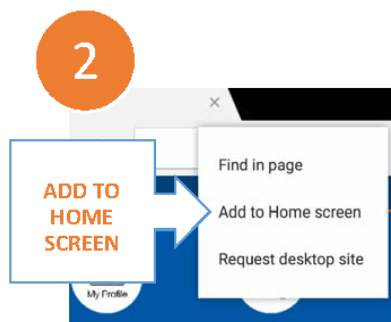 2
Find in page
ADD TO
HOME
SCREEN
Add to Home screen
Request desktop site
My Profile